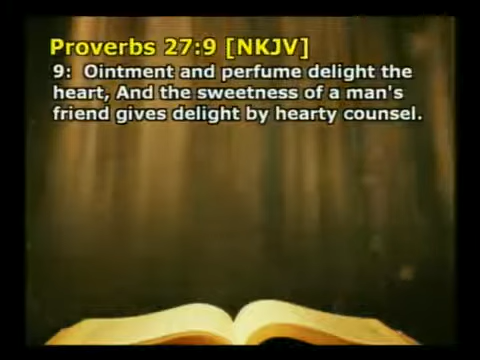 Proverbs 27:9 [NKJV]
9:  Ointment and perfume delight the
heart, And the sweetness of a man's
friend gives delight by hearty counsel.